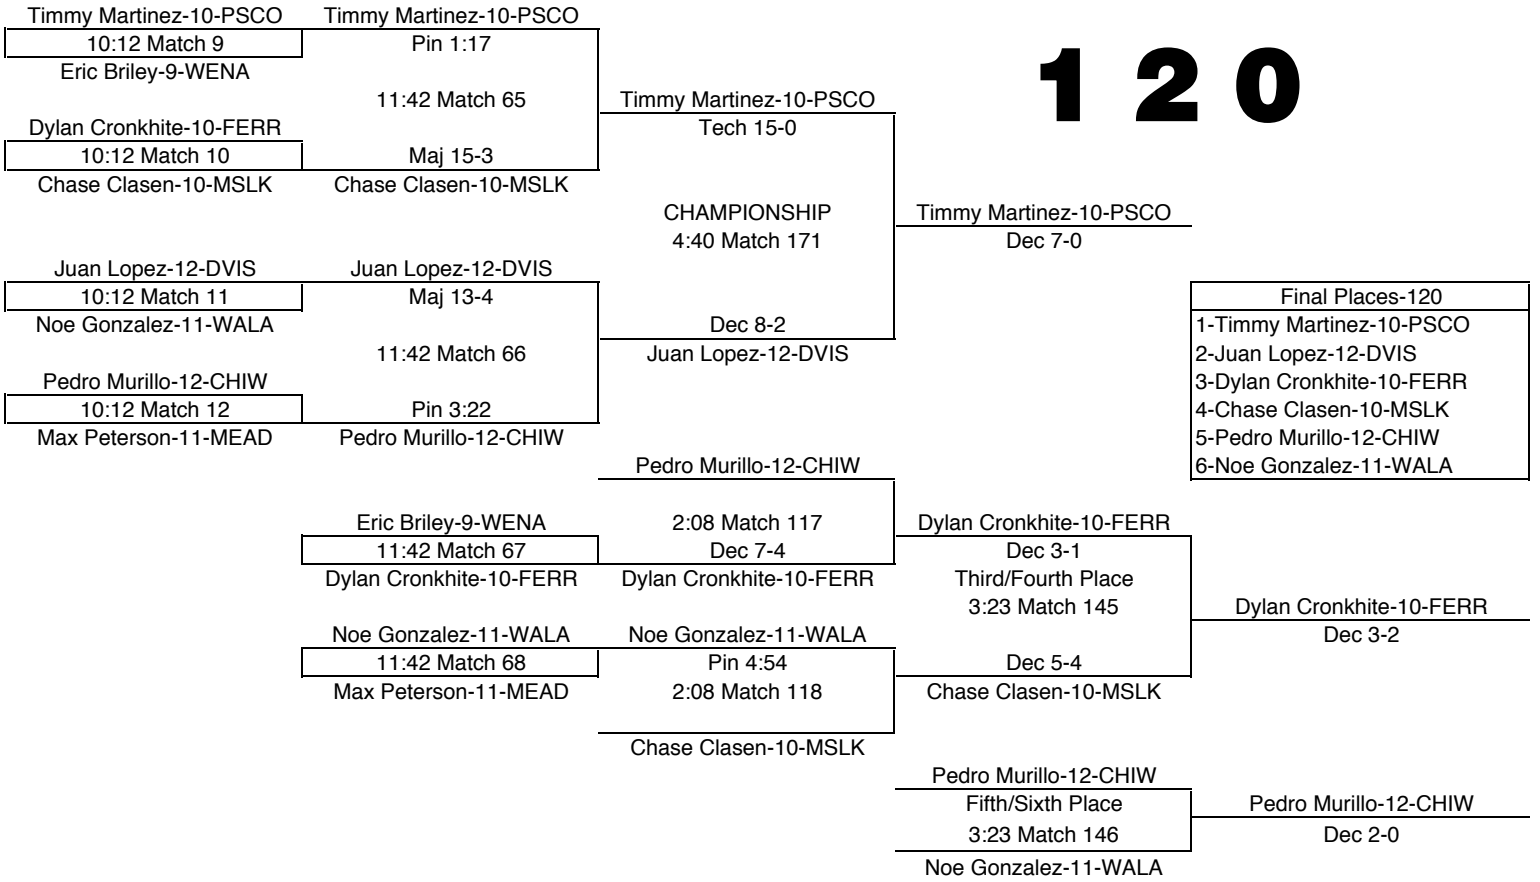 Timmy Martinez-10-PSCO
10:12 Match 9
Eric Briley-9-WENA
Dylan Cronkhite-10-FERR
10:12 Match 10
Chase Clasen-10-MSLK
Juan Lopez-12-DVIS
10:12 Match 11
Noe Gonzalez-11-WALA
Pedro Murillo-12-CHIW
10:12 Match 12
Max Peterson-11-MEAD
Timmy Martinez-10-PSCO
Pin 1:17
11:42 Match 65
Maj 15-3
Chase Clasen-10-MSLK
Juan Lopez-12-DVIS
Maj 13-4
11:42 Match 66
Pin 3:22
Pedro Murillo-12-CHIW
Eric Briley-9-WENA
11:42 Match 67
Dylan Cronkhite-10-FERR
Noe Gonzalez-11-WALA
11:42 Match 68
Max Peterson-11-MEAD
Timmy Martinez-10-PSCO
Tech 15-0
CHAMPIONSHIP
4:40 Match 171
Dec 8-2
Juan Lopez-12-DVIS
Pedro Murillo-12-CHIW
2:08 Match 117
Dec 7-4
Dylan Cronkhite-10-FERR
Noe Gonzalez-11-WALA
Pin 4:54
2:08 Match 118
Chase Clasen-10-MSLK
1 2 0
Timmy Martinez-10-PSCO
Dec 7-0
Dylan Cronkhite-10-FERR
Dec 3-1
Third/Fourth Place
3:23 Match 145
Dec 5-4
Chase Clasen-10-MSLK
Pedro Murillo-12-CHIW
Fifth/Sixth Place
3:23 Match 146
Noe Gonzalez-11-WALA
Final Places-120
1-Timmy Martinez-10-PSCO
2-Juan Lopez-12-DVIS
3-Dylan Cronkhite-10-FERR
4-Chase Clasen-10-MSLK
5-Pedro Murillo-12-CHIW
6-Noe Gonzalez-11-WALA
Dylan Cronkhite-10-FERR
Dec 3-2
Pedro Murillo-12-CHIW
Dec 2-0